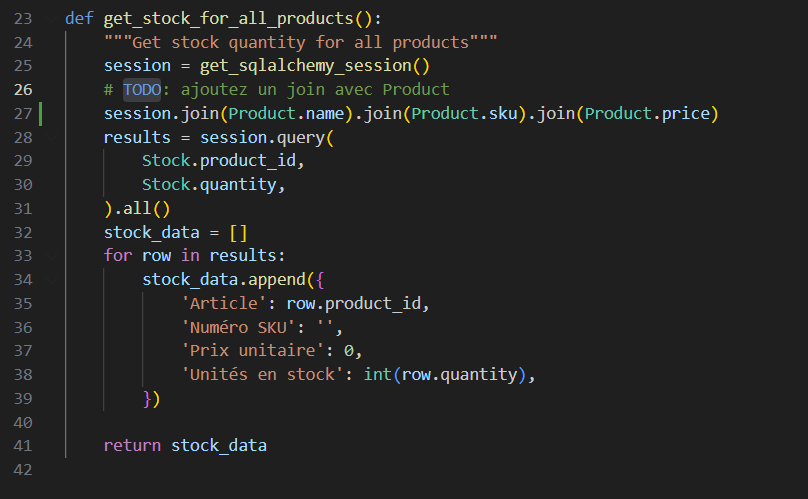 23 def get_stock_for_all_products():
24     """Get stock quantity for all products"""
25     session = get_sqlalchemy_session()
26     # TODO: ajoutez un join avec Product
27     session.join(Product.name).join(Product.sku).join(Product.price)
28     results = session.query(
29         Stock.product_id,
30         Stock.quantity,
31     ).all()
32     stock_data = []
33     for row in results:
34         stock_data.append({
35             'Article': row.product_id,
36             'Numéro SKU': '',
37             'Prix unitaire': 0,
38             'Unités en stock': int(row.quantity),
39         })
40
41     return stock_data
42